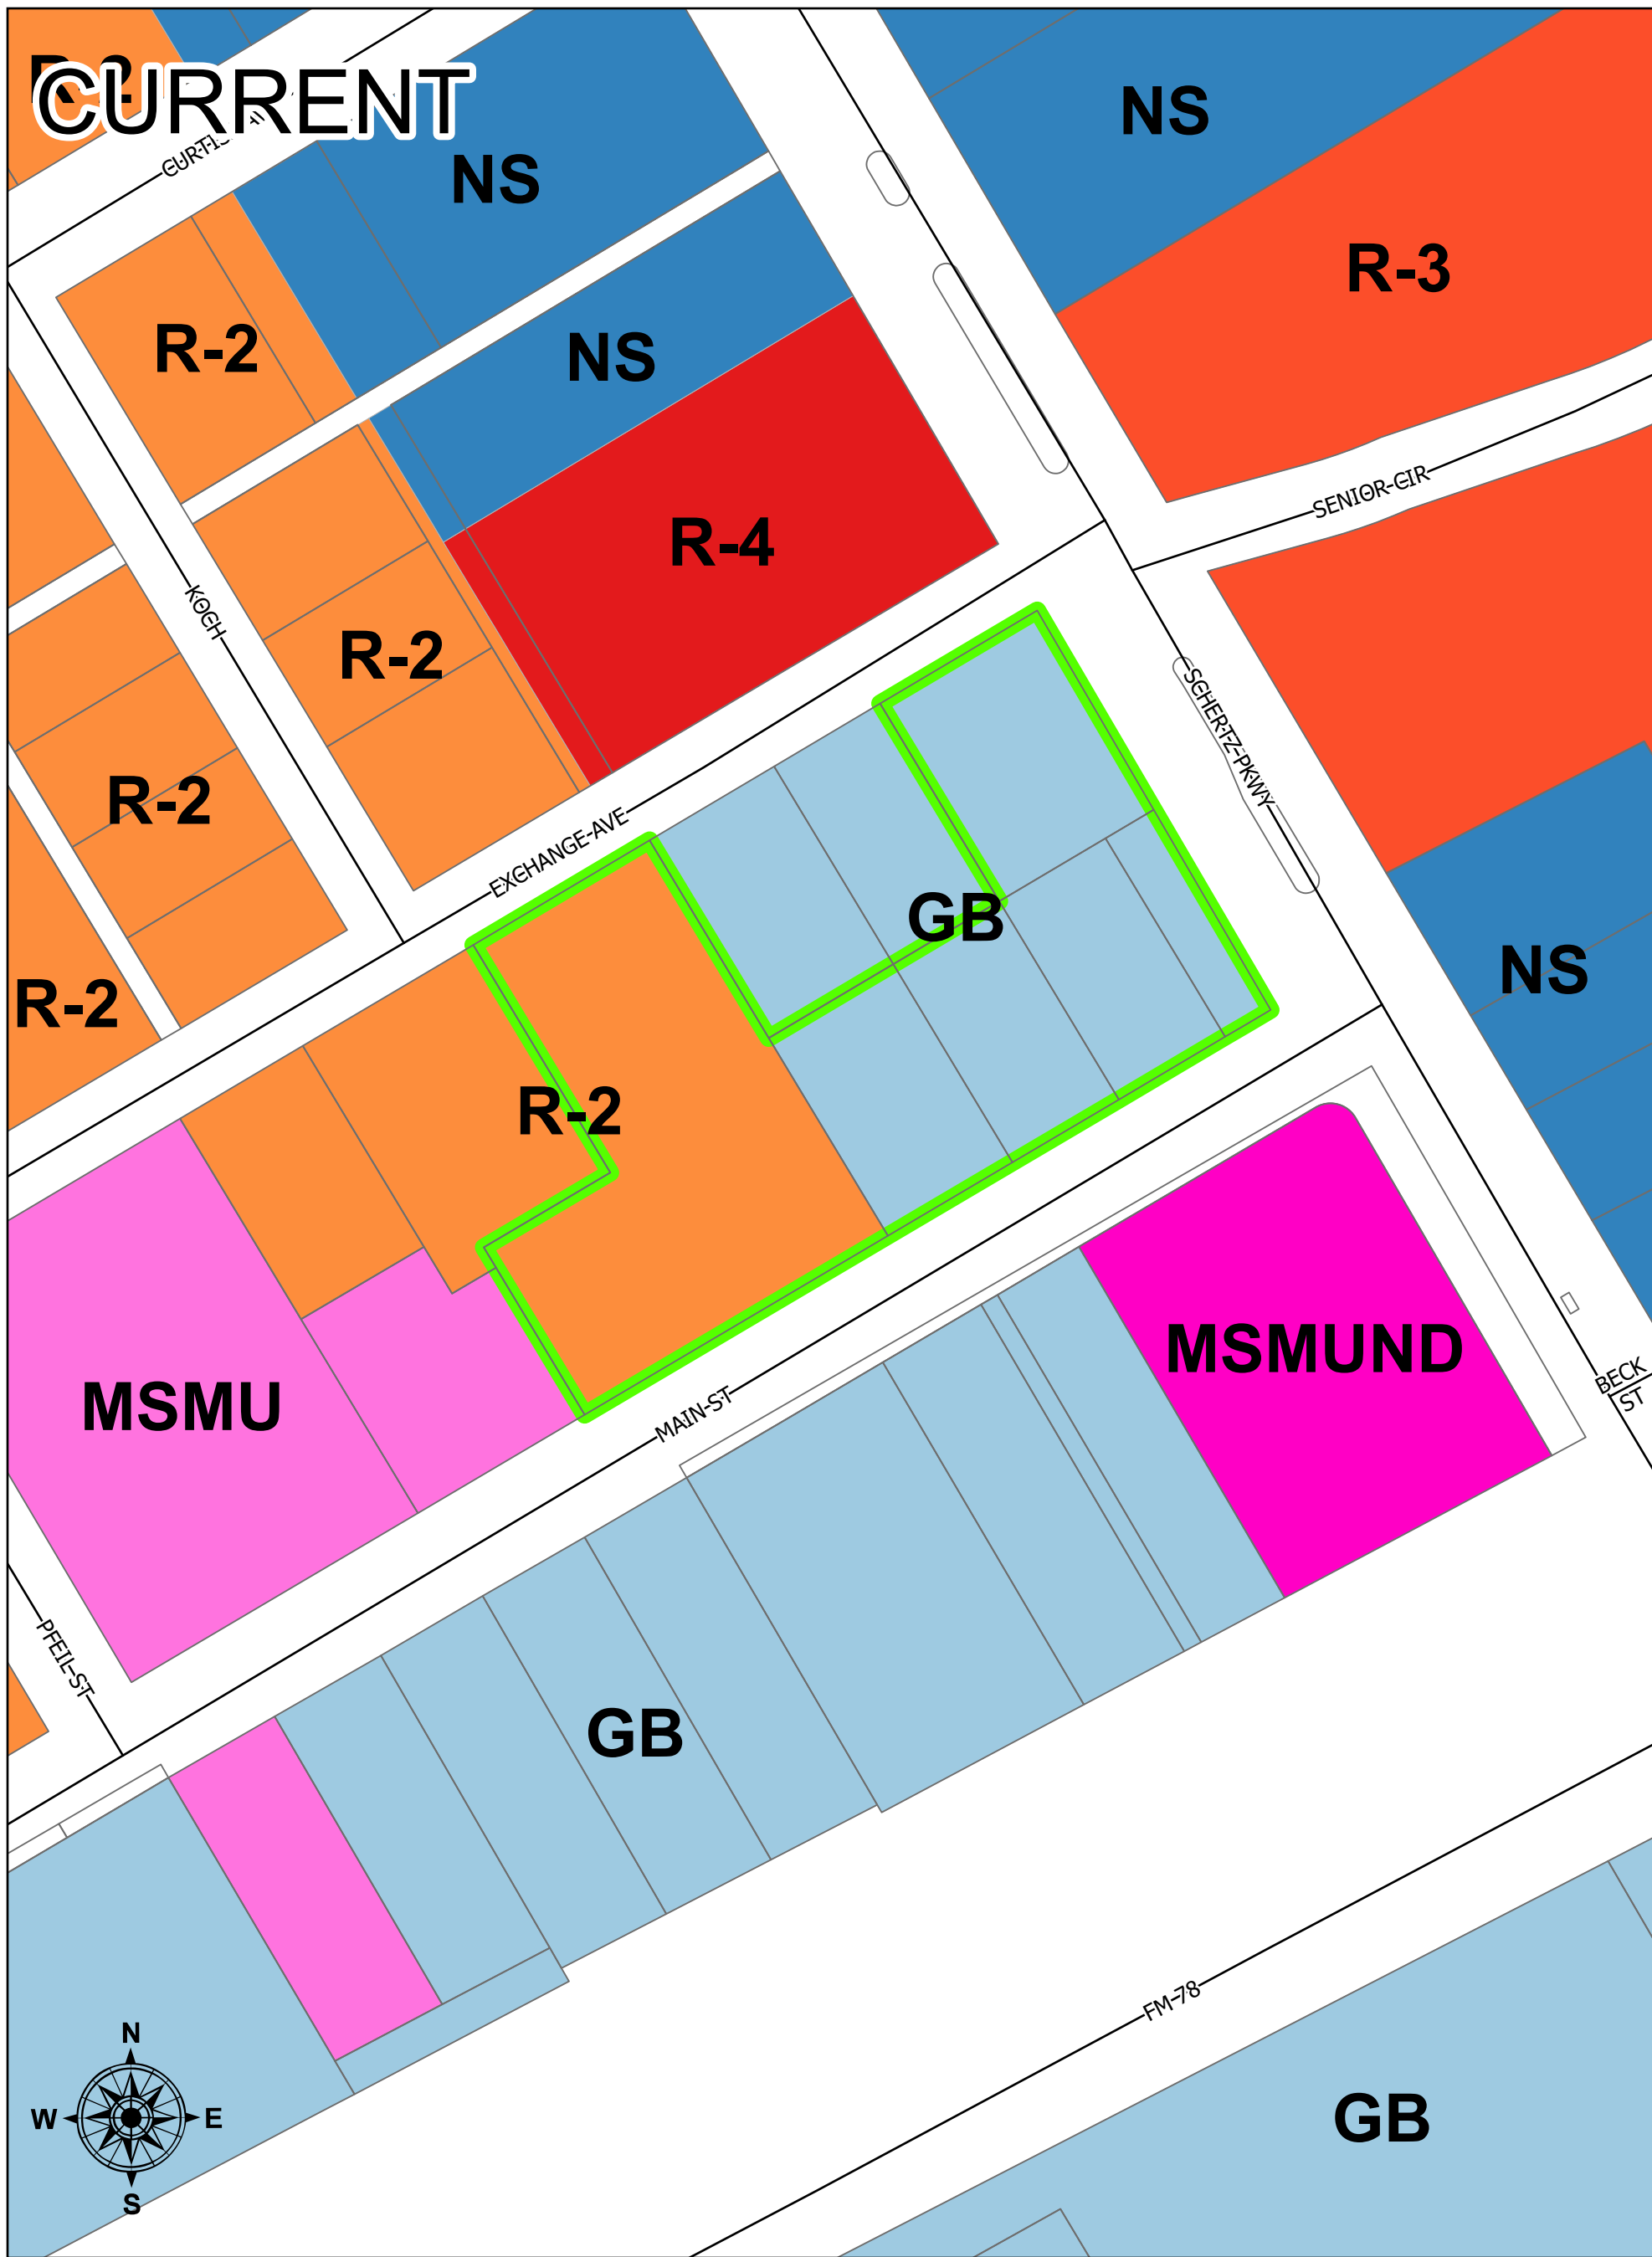 R-2
CURRENT
NS
NS
R-3
R-2
NS
SENIOR CIR
R-4
KOCH
R-2
SCHERTZ PKWY
R-2
EXCHANGE AVE
GB
NS
R-2
R-2
MSMUND
BECK
ST
MSMU
MAIN ST
PFEIL ST
GB
FM 78
N
W
E
S
GB